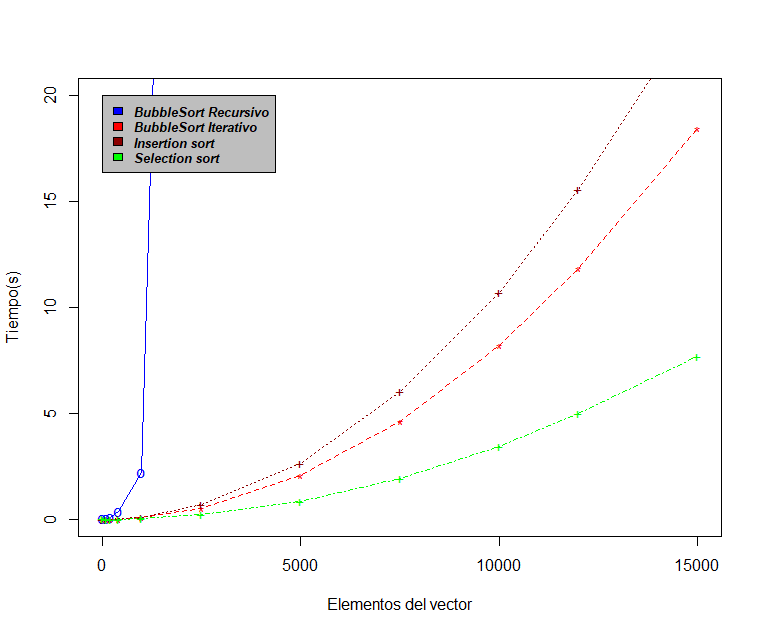 BubbleSort Recursivo
BubbleSort Iterativo
Insertion sort
Selection sort
20
15
10
5
0
Tiempo(s)
0 5000 10000 15000
Elementos del vector